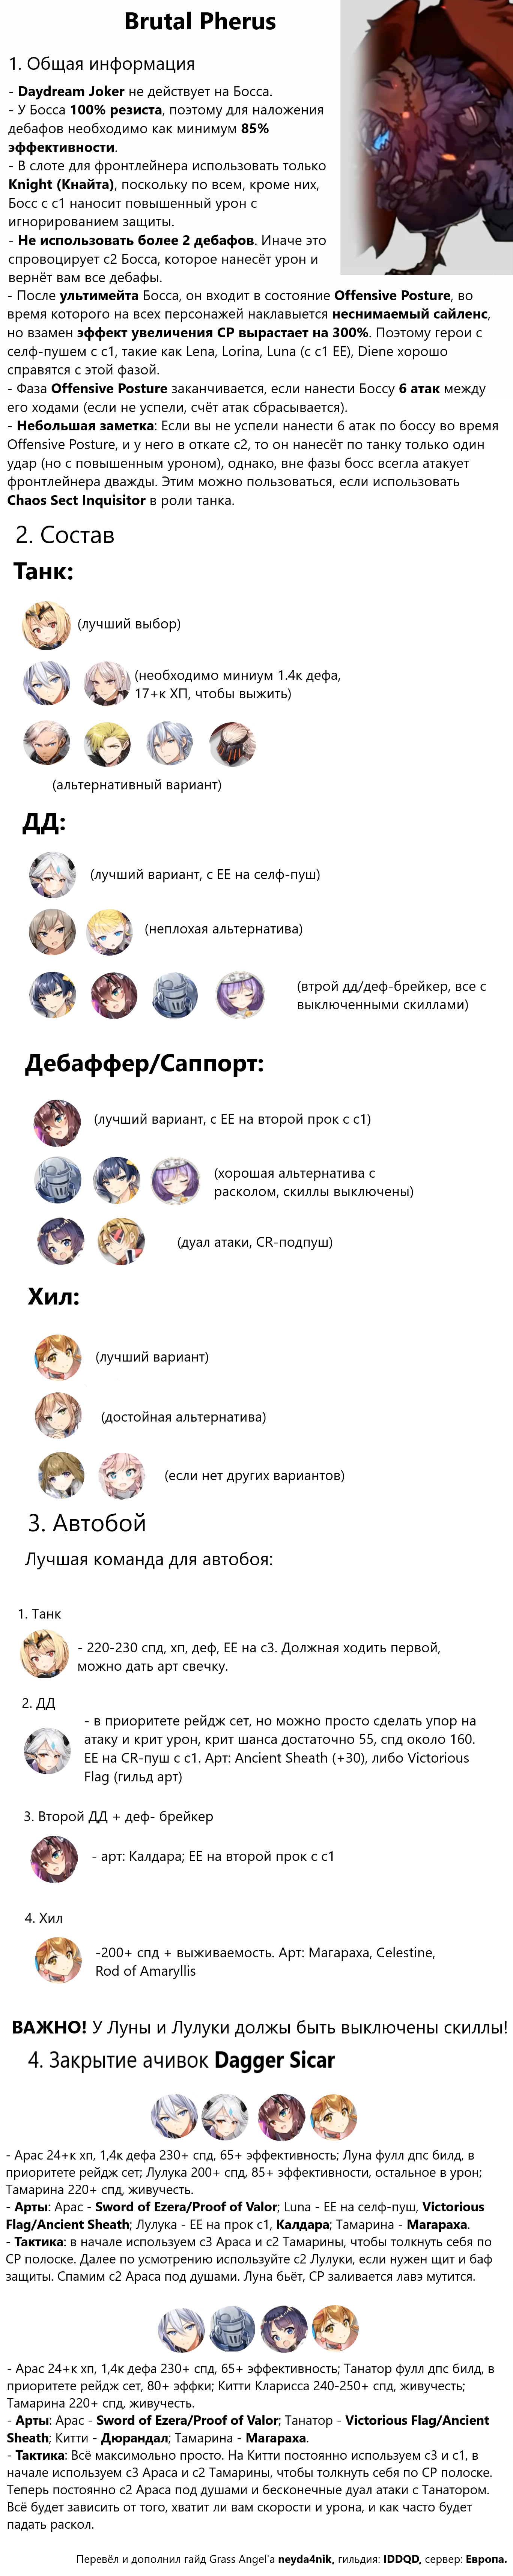 Brutal Pherus
1. Общая информация
- Daydream Joker не действует на Босса.
- У Босса 100% резиста, поэтому для наложения
дебафов необходимо как минимум 85%
эффективности.
- В слоте для фронтлейнера использовать только
Knight (Кнайта), поскольку по всем, кроме них,
Босс с с1 наносит повышенный урон с
игнорированием защиты.
- Не использовать более 2 дебафов. Иначе это
спровоцирует с2 Босса, которое нанесёт урон и
вернёт вам все дебафы.
- После ультимейта Босса, он входит в состояние Offensive Posture, во
время которого на всех персонажей наклавыется неснимаемый сайленс,
но взамен эффект увеличения СР вырастает на 300%. Поэтому герои с
селф-пушем с с1, такие как Lena, Lorina, Luna (с с1 ЕЕ), Diene хорошо
справятся с этой фазой.
- Фаза Offensive Posture заканчивается, если нанести Боссу 6 атак между
его ходами (если не успели, счёт атак сбрасывается).
- Небольшая заметка: Если вы не успели нанести 6 атак по боссу во время
Offensive Posture, и у него в откате с2, то он нанесёт по танку только один
удар (но с повышенным уроном), однако, вне фазы босс всегла атакует
фронтлейнера дважды. Этим можно пользоваться, если использовать
Chaos Sect Inquisitor в роли танка.
2. Состав
Танк:
(лучший выбор)
(необходимо миниум 1.4к дефа,
17+к ХП, чтобы выжить)
(альтернативный вариант)
ДД:
(лучший вариант, с ЕЕ на селф-пуш)
(неплохая альтернатива)
(втрой дд/деф-брейкер, все с
выключенными скиллами)
Дебаффер/Саппорт:
(лучший вариант, с ЕЕ на второй прок с с1)
(хорошая альтернатива с
расколом, скиллы выключены)
(дуал атаки, CR-подпуш)
Хил:
(лучший вариант)
(достойная альтернатива)
(если нет других вариантов)
3. Автобой
Лучшая команда для автобоя:
1. Танк
- 220-230 спд, хп, деф, ЕЕ на с3. Должная ходить первой,
можно дать арт свечку.
2. ДД
- в приоритете рейдж сет, но можно просто сделать упор на
атаку и крит урон, крит шанса достаточно 55, спд около 160.
ЕЕ на CR-пуш с с1. Арт: Ancient Sheath (+30), либо Victorious
Flag (гильд арт)
3. Второй ДД + деф- брейкер
- арт: Калдара; ЕЕ на второй прок с с1
4. Хил
-200+ спд + выживаемость. Арт: Магараха, Celestine,
Rod of Amaryllis
ВАЖНО! У Луны и Лулуки должы быть выключены скиллы!
4. Закрытие ачивок Dagger Sicar
- Арас 24+к хп, 1,4к дефа 230+ спд, 65+ эффективность; Луна фулл дпс билд, в
приоритете рейдж сет; Лулука 200+ спд, 85+ эффективности, остальное в урон;
Тамарина 220+ спд, живучесть.
- Арты: Арас - Sword of Ezera/Proof of Valor; Luna - ЕЕ на селф-пуш, Victorious
Flag/Ancient Sheath; Лулука - ЕЕ на прок с1, Калдара; Тамарина - Магараха.
- Тактика: в начале используем с3 Араса и с2 Тамарины, чтобы толкнуть себя по
СР полоске. Далее по усмотрению используйте с2 Лулуки, если нужен щит и баф
защиты. Спамим с2 Араса под душами. Луна бьёт, СР заливается лавэ мутится.
- Арас 24+к хп, 1,4к дефа 230+ спд, 65+ эффективность; Танатор фулл дпс билд, в
приоритете рейдж сет, 80+ эффки; Китти Кларисса 240-250+ спд, живучесть;
Тамарина 220+ спд, живучесть.
- Арты: Арас - Sword of Ezera/Proof of Valor; Танатор - Victorious Flag/Ancient
Sheath; Китти - Дюрандал; Тамарина - Магараха.
- Тактика: Всё максимольно просто. На Китти постоянно используем с3 и с1, в
начале используем с3 Араса и с2 Тамарины, чтобы толкнуть себя по СР полоске.
Теперь постоянно с2 Араса под душами и бесконечные дуал атаки с Танатором.
Всё будет зависить от того, хватит ли вам скорости и урона, и как часто будет
падать раскол.
Перевёл и дополнил гайд Grass Angel'a neyda4nik, гильдия: IDDQD, сервер: Европа.